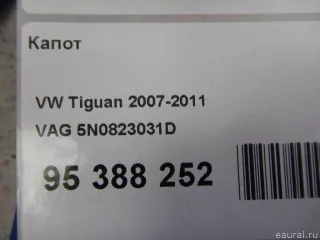 Капот
VW Tiguan 2007-2011
VAG 5N0823031D
95 388 252
eaural.ru